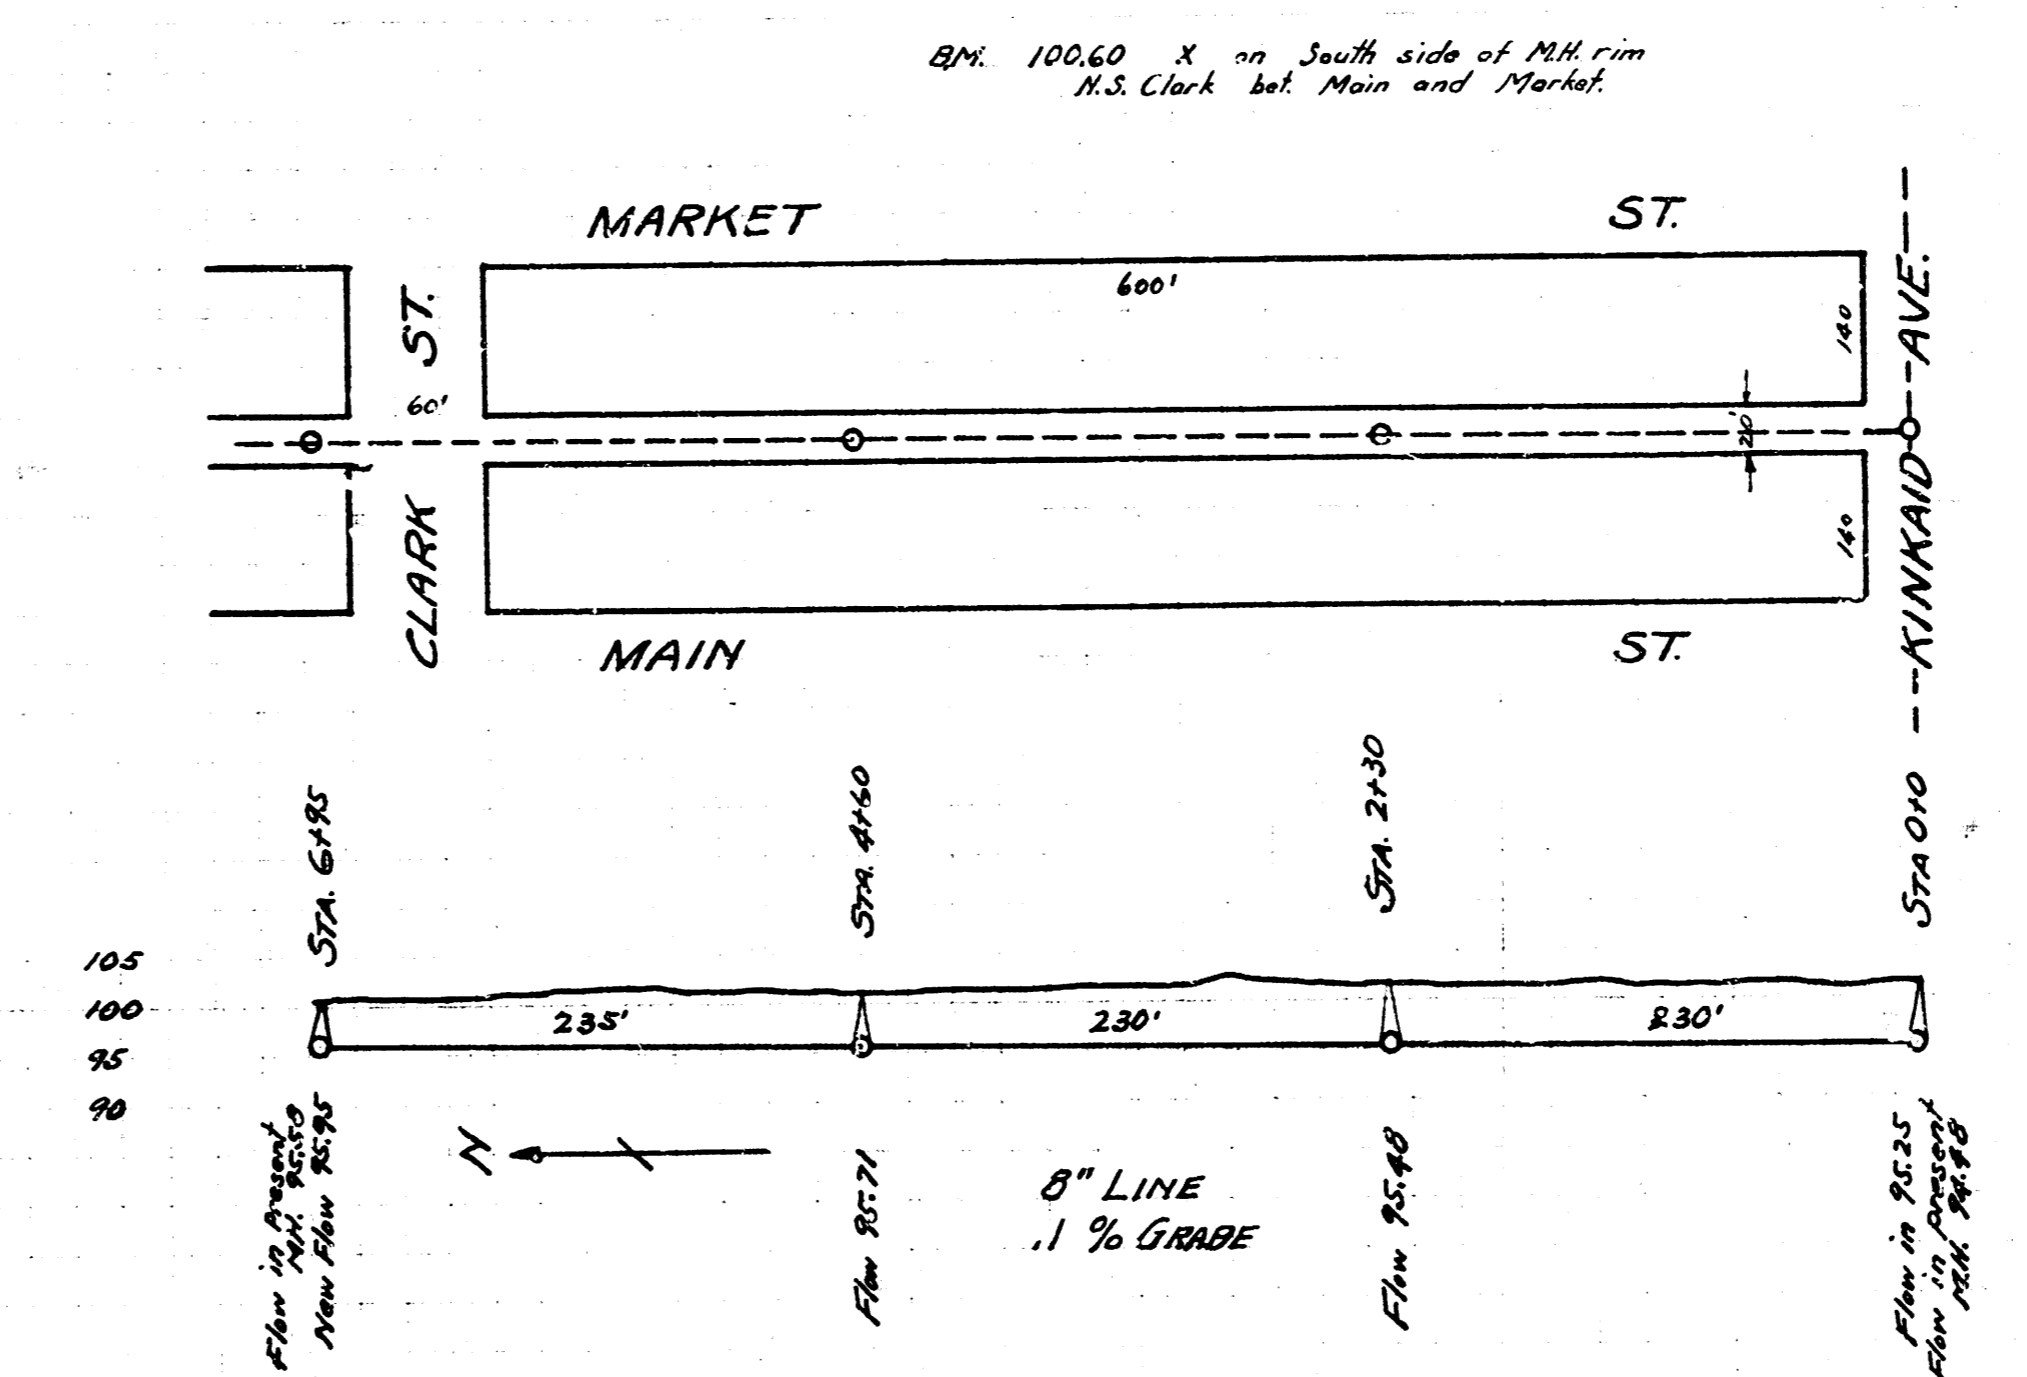 B.M. 100.60 X on South side of M.H. rim
N.S. Clark bet. Main and Market.
MARKET ST.
600'
140
CLARK ST.
60'
20'
140
KINKAID AVE.
MAIN ST.
STA. 6+95
STA. 4+60
STA. 2+30
STA 0+0
105
100
95
90
235'
230'
230'
N
8" LINE
.1 % GRADE
Flow in present
M.H. 95.50
New Flow 95.95
Flow 95.71
Flow 95.48
Flow in 95.25
Flow in present
M.H. 94.48